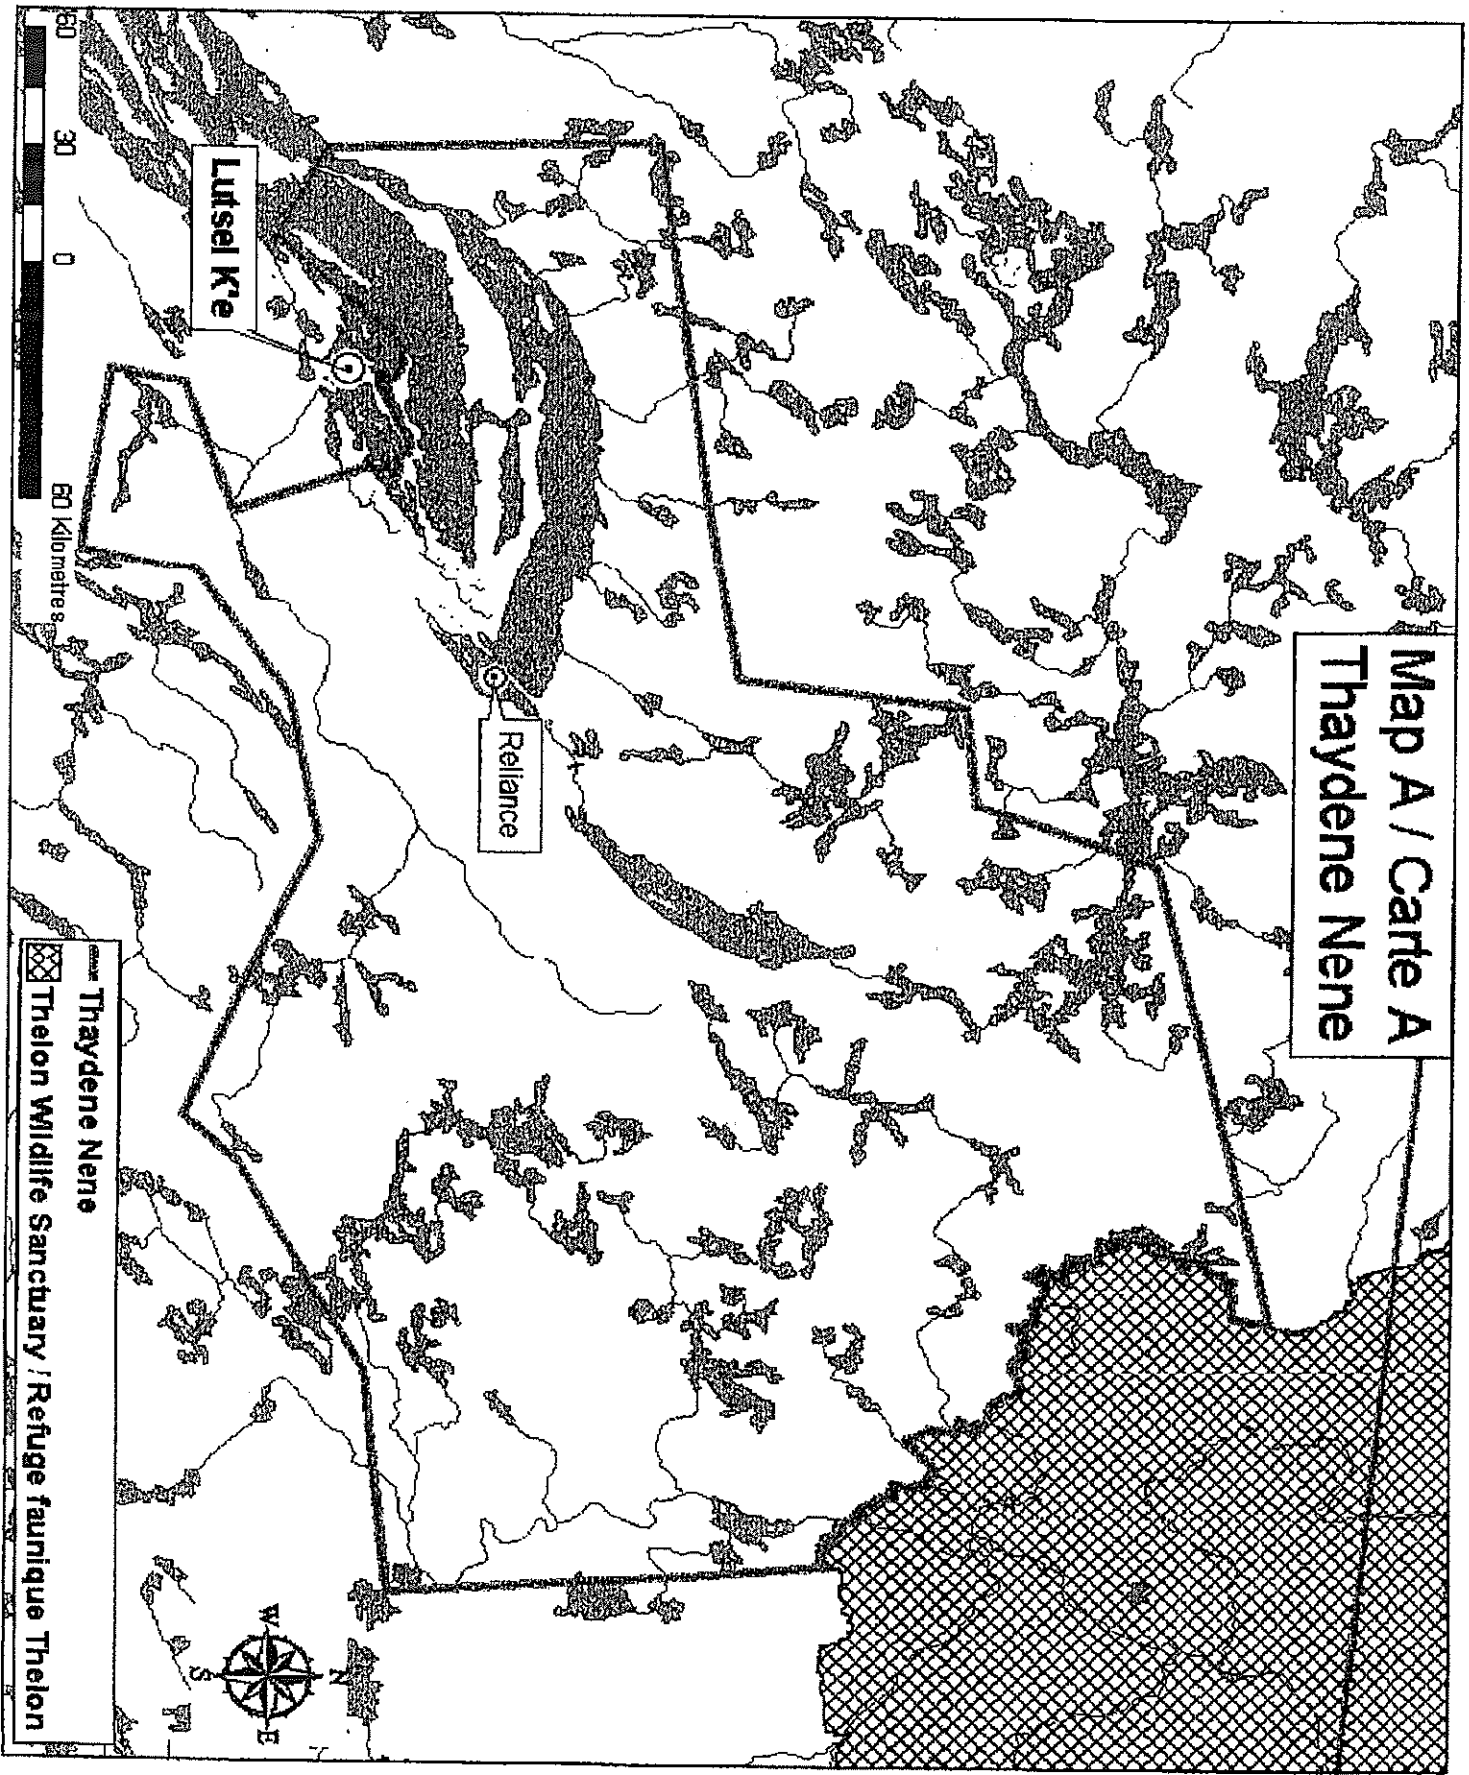 Map A / Carte A
Thaydene Nene
Reliance
Lutsel K'e
60 30 0 60 Kilometres
Thaydene Nene
Thelon Wildlife Sanctuary / Refuge faunique Thelon
N
W
E
S